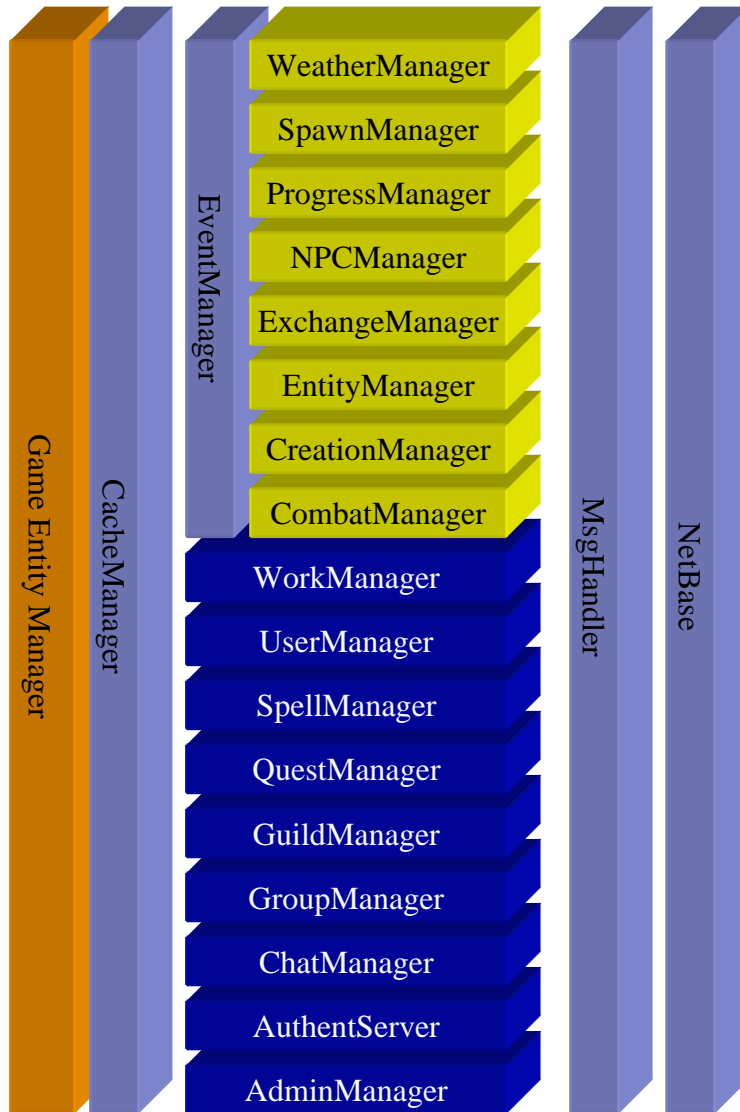 Game Entity Manager
CacheManager
EventManager
WeatherManager
SpawnManager
ProgressManager
NPCManager
ExchangeManager
EntityManager
CreationManager
CombatManager
WorkManager
UserManager
SpellManager
QuestManager
GuildManager
GroupManager
ChatManager
AuthentServer
AdminManager
MsgHandler
NetBase